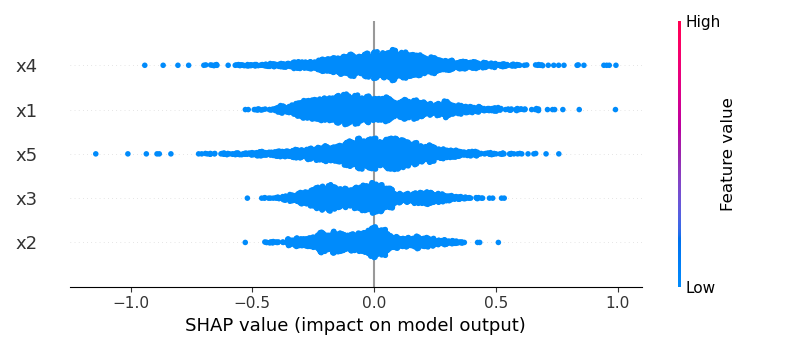 High
x4
x1
x5
x3
x2
Feature value
Low
−1.0 −0.5 0.0 0.5 1.0
SHAP value (impact on model output)